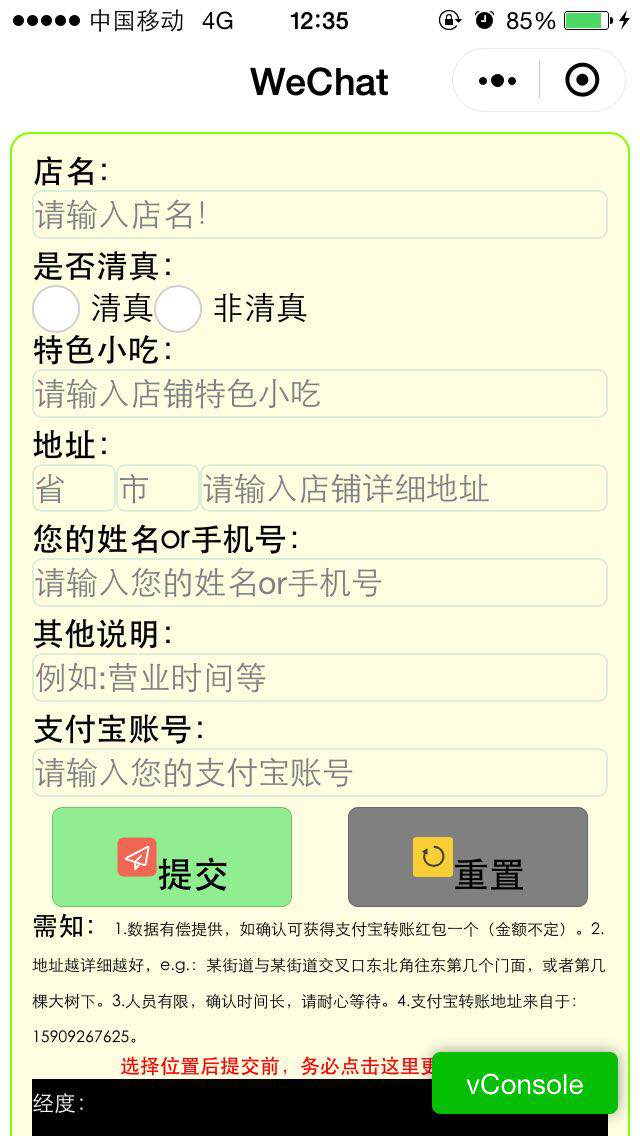 中国移动 4G 12:35 85%
WeChat
店名：
请输入店名！
是否清真：
清真 非清真
特色小吃：
请输入店铺特色小吃
地址：
省 市 请输入店铺详细地址
您的姓名or手机号：
请输入您的姓名or手机号
其他说明：
例如:营业时间等
支付宝账号：
请输入您的支付宝账号
提交 重置
需知： 1.数据有偿提供，如确认可获得支付宝转账红包一个（金额不定）。2.
地址越详细越好，e.g.：某街道与某街道交叉口东北角往东第几个门面，或者第几
棵大树下。3.人员有限，确认时间长，请耐心等待。4.支付宝转账地址来自于：
15909267625。
选择位置后提交前，务必点击这里更
vConsole
经度：